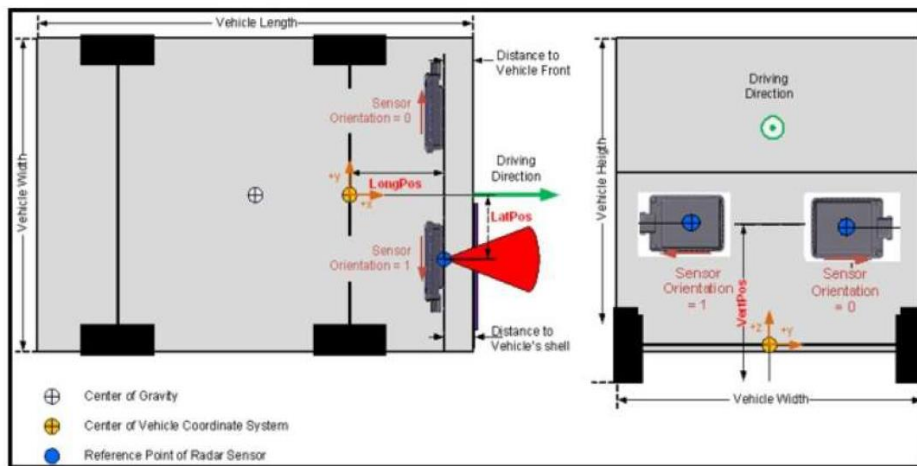 Vehicle Length
Distance to
Vehicle Front
Sensor
Orientation = 0
Driving
Direction
+Y
LongPos
+X
LatPos
Sensor
Orientation = 1
Distance to
Vehicle's shell
Vehicle Width
Center of Gravity
Center of Vehicle Coordinate System
Reference Point of Radar Sensor
Driving
Direction
Vehicle Heigth
Sensor
Orientation
= 1
Sensor
Orientation
= 0
VertPos
+Z
+Y
Vehicle Width